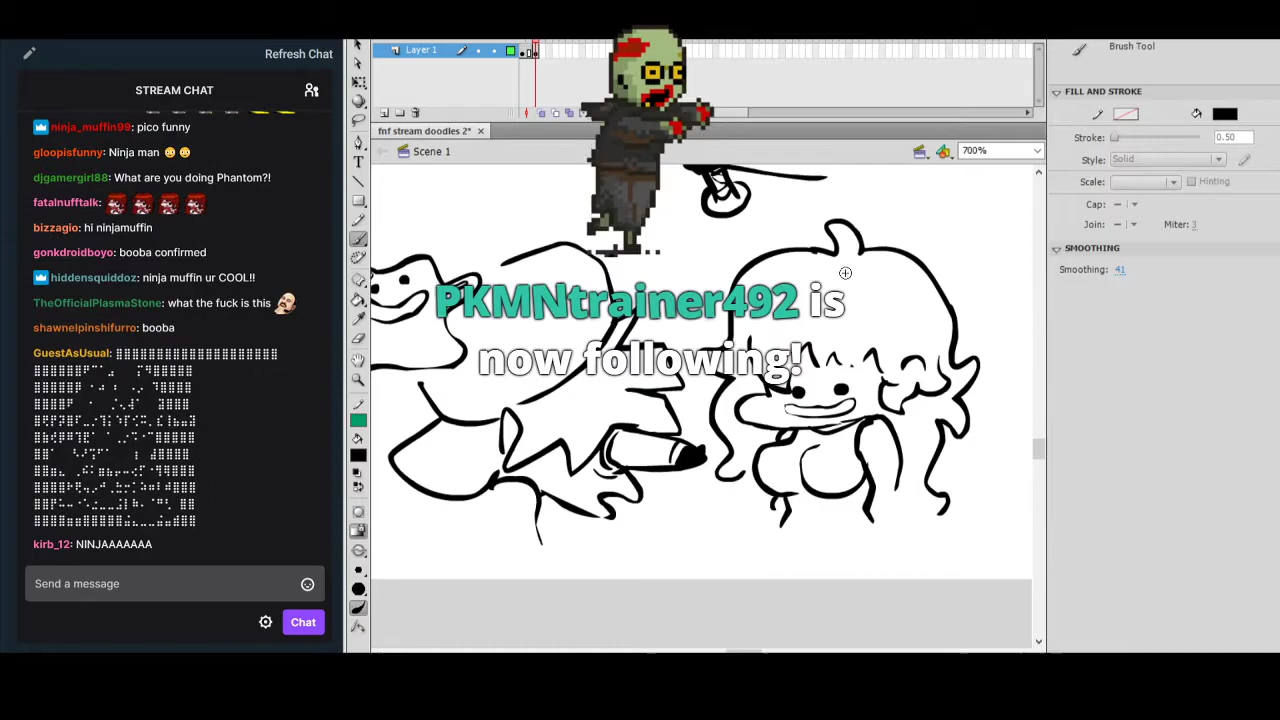 Refresh Chat
STREAM CHAT
ninja_muffin99: pico funny
gloopisfunny: Ninja man
djgamergirl88: What are you doing Phantom?!
fatalnufftalk:
bizzagio: hi ninjamuffin
gonkdroidboyo: booba confirmed
hiddensquiddoz: ninja muffin ur COOL!!
TheOfficialPlasmaStone: what the fuck is this
shawnelpinshifurro: booba
GuestAsUsual:
kirb_12: NINJAAAAAAA
Send a message
Chat
Layer 1
fnf stream doodles 2*
Scene 1
700%
PKMNtrainer492 is
now following!
Brush Tool
FILL AND STROKE
Stroke: 0.50
Style: Solid
Scale: Hinting
Cap:
Join: Miter: 3
SMOOTHING
Smoothing: 41